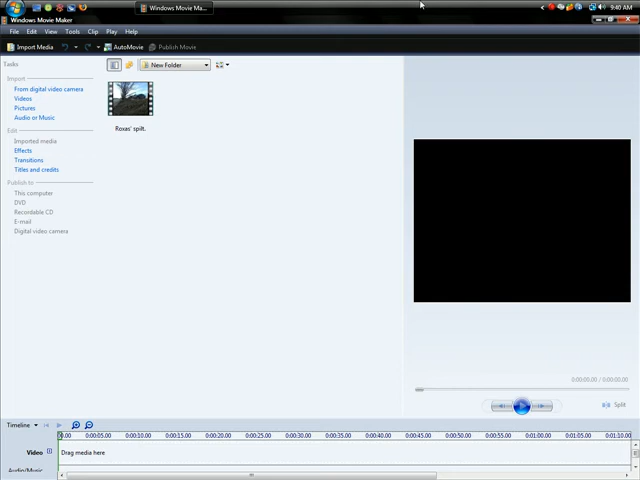 Windows Movie Ma...
9:40 AM
Windows Movie Maker
File Edit View Tools Clip Play Help
Import Media AutoMovie Publish Movie
Tasks
New Folder
Import
From digital video camera
Videos
Pictures
Audio or Music
Roxas' spilt.
Edit
Imported media
Effects
Transitions
Titles and credits
Publish to
This computer
DVD
Recordable CD
E-mail
Digital video camera
0:00:00.00 / 0:00:00.00
Split
Timeline
0:00:05.00 0:00:10.00 0:00:15.00 0:00:20.00 0:00:25.00 0:00:30.00 0:00:35.00 0:00:40.00 0:00:45.00 0:00:50.00 0:00:55.00 0:01:00.00 0:01:05.00 0:01:10.00
Video Drag media here
Audio/Music